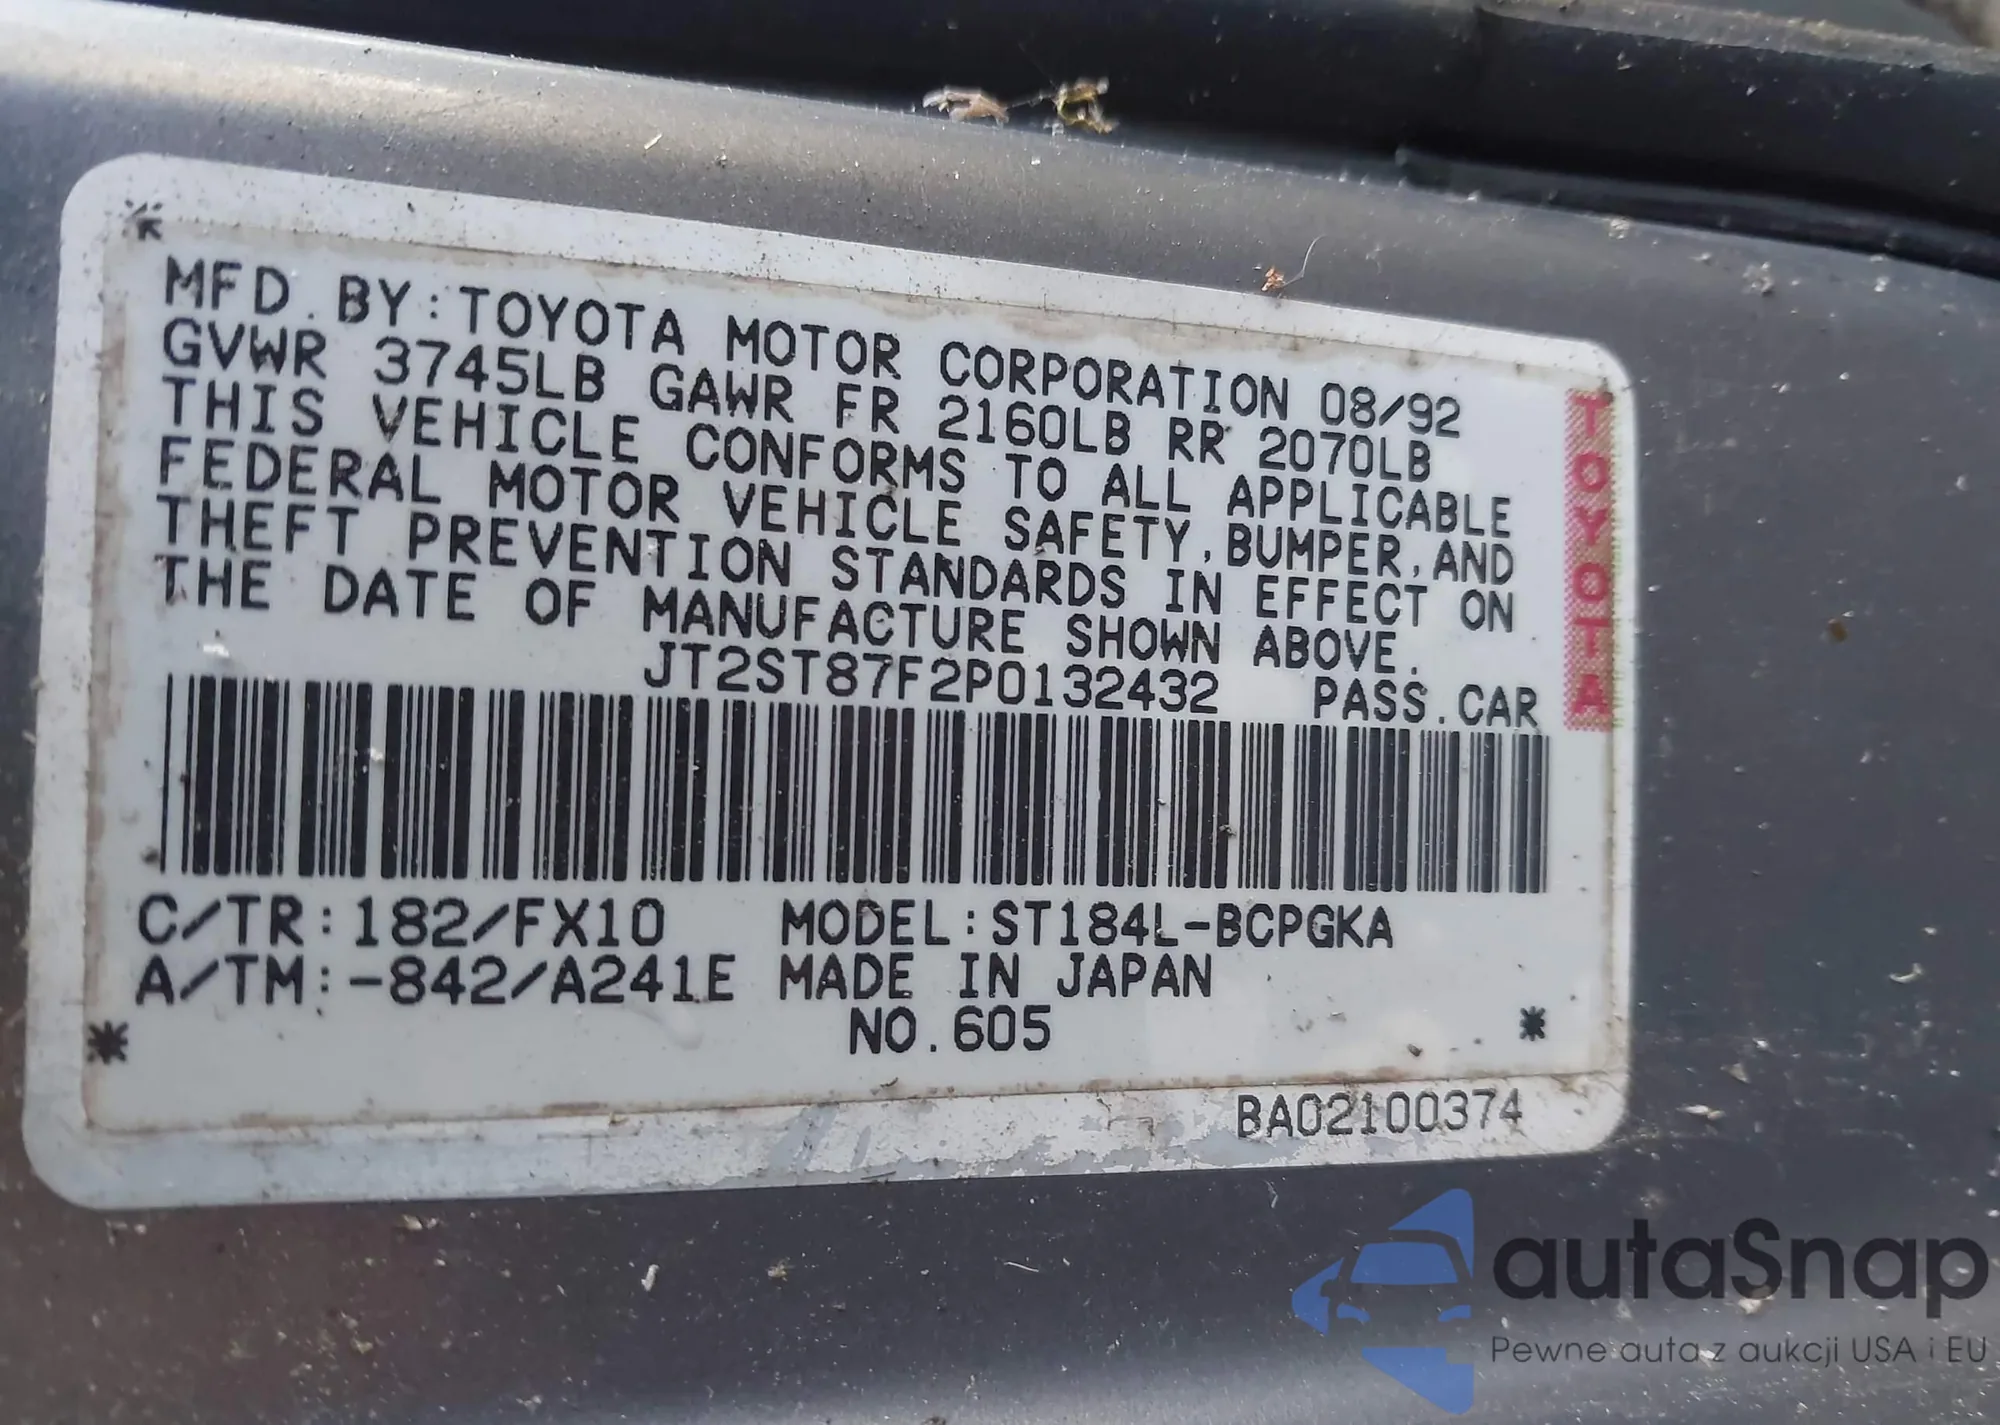 MFD. BY: TOYOTA MOTOR CORPORATION 08/92
GVWR 3745LB GAWR FR 2160LB RR 2070LB
THIS VEHICLE CONFORMS TO ALL APPLICABLE
FEDERAL MOTOR VEHICLE SAFETY, BUMPER, AND
THEFT PREVENTION STANDARDS IN EFFECT ON
THE DATE OF MANUFACTURE SHOWN ABOVE.
JT2ST87F2P0132432 PASS. CAR
C/TR: 182/FX10 MODEL: ST184L-BCPGKA
A/TM: -842/A241E MADE IN JAPAN
NO. 605
BA02100374
TOYOTA
autaSnap
Pewne auta z aukcji USA i EU